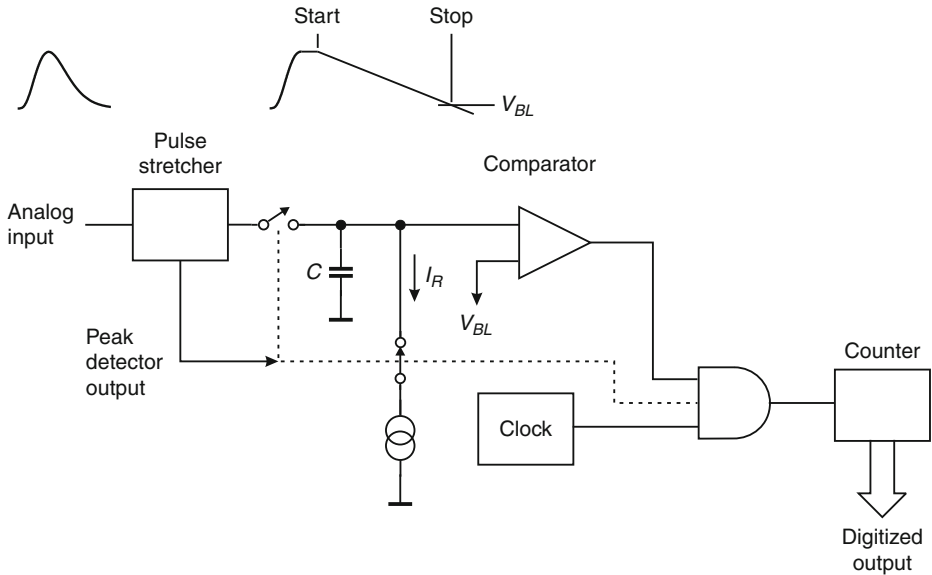 Start
Stop
V_BL
Pulse
stretcher
Comparator
Analog
input
C
I_R
V_BL
Peak
detector
output
Counter
Clock
Digitized
output